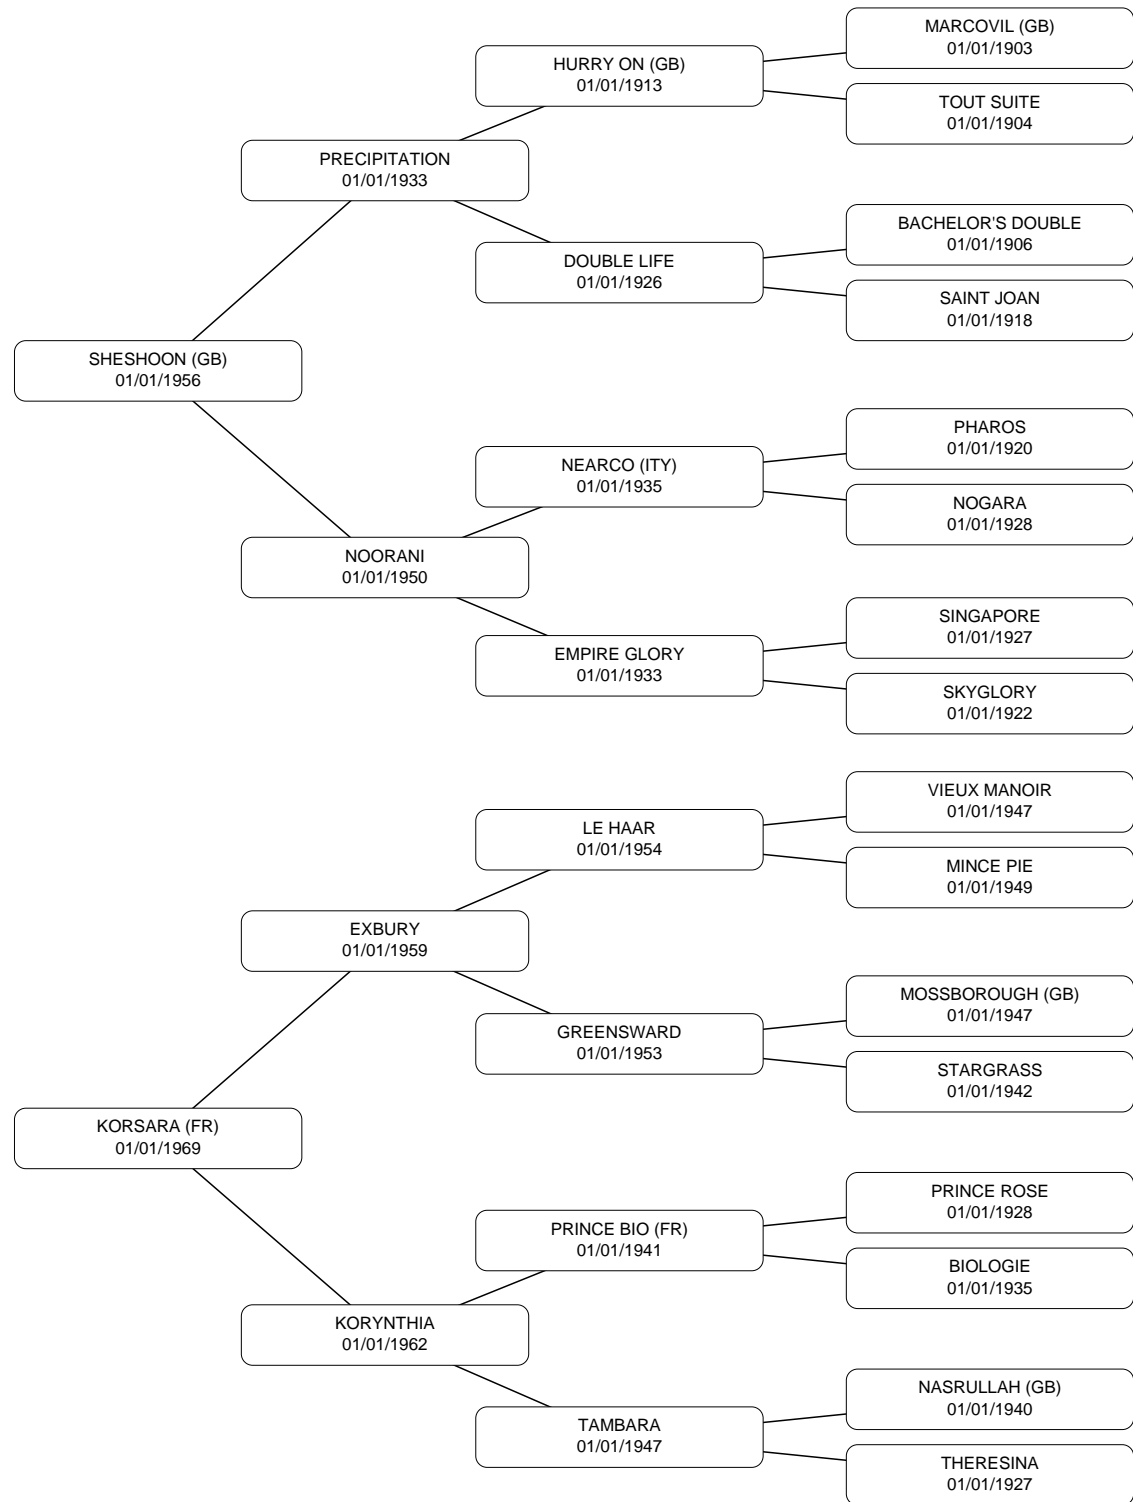 MARCOVIL (GB)
01/01/1903
HURRY ON (GB)
01/01/1913
TOUT SUITE
01/01/1904
PRECIPITATION
01/01/1933
BACHELOR'S DOUBLE
01/01/1906
DOUBLE LIFE
01/01/1926
SAINT JOAN
01/01/1918
SHESHOON (GB)
01/01/1956
PHAROS
01/01/1920
NEARCO (ITY)
01/01/1935
NOGARA
01/01/1928
NOORANI
01/01/1950
SINGAPORE
01/01/1927
EMPIRE GLORY
01/01/1933
SKYGLORY
01/01/1922
VIEUX MANOIR
01/01/1947
LE HAAR
01/01/1954
MINCE PIE
01/01/1949
EXBURY
01/01/1959
MOSSBOROUGH (GB)
01/01/1947
GREENSWARD
01/01/1953
STARGRASS
01/01/1942
KORSARA (FR)
01/01/1969
PRINCE ROSE
01/01/1928
PRINCE BIO (FR)
01/01/1941
BIOLOGIE
01/01/1935
KORYNTHIA
01/01/1962
NASRULLAH (GB)
01/01/1940
TAMBARA
01/01/1947
THERESINA
01/01/1927